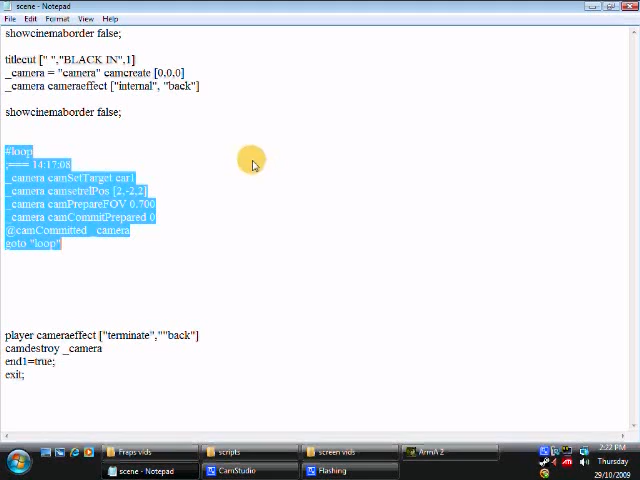 scene - Notepad
File Edit Format View Help
showcinemaborder false;
titlecut [" ","BLACK IN",1]
_camera = "camera" camcreate [0,0,0]
_camera cameraeffect ["internal", "back"]
showcinemaborder false;
#loop
;=== 14:17:08
_camera camSetTarget car1
_camera camsetrelPos [2,-2,2]
_camera camPrepareFOV 0.700
_camera camCommitPrepared 0
@camCommitted _camera
goto "loop"
player cameraeffect ["terminate",""back"]
camdestroy _camera
end1=true;
exit;
Fraps vids scripts screen vids ArmA 2 2:22 PM
Thursday
scene - Notepad CamStudio Flashing
29/10/2009